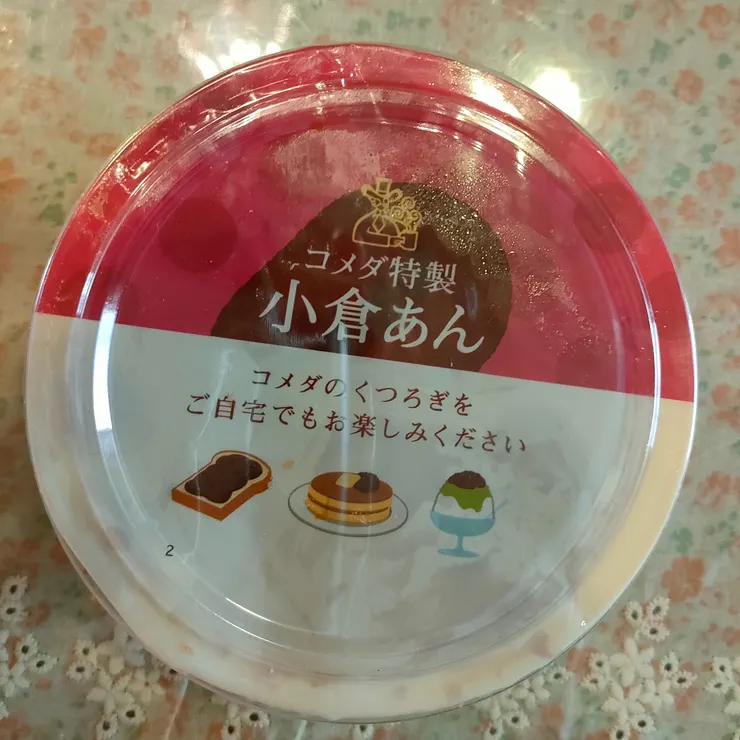 コメダ特製
小倉あん
コメダのくつろぎを
ご自宅でもお楽しみください
2